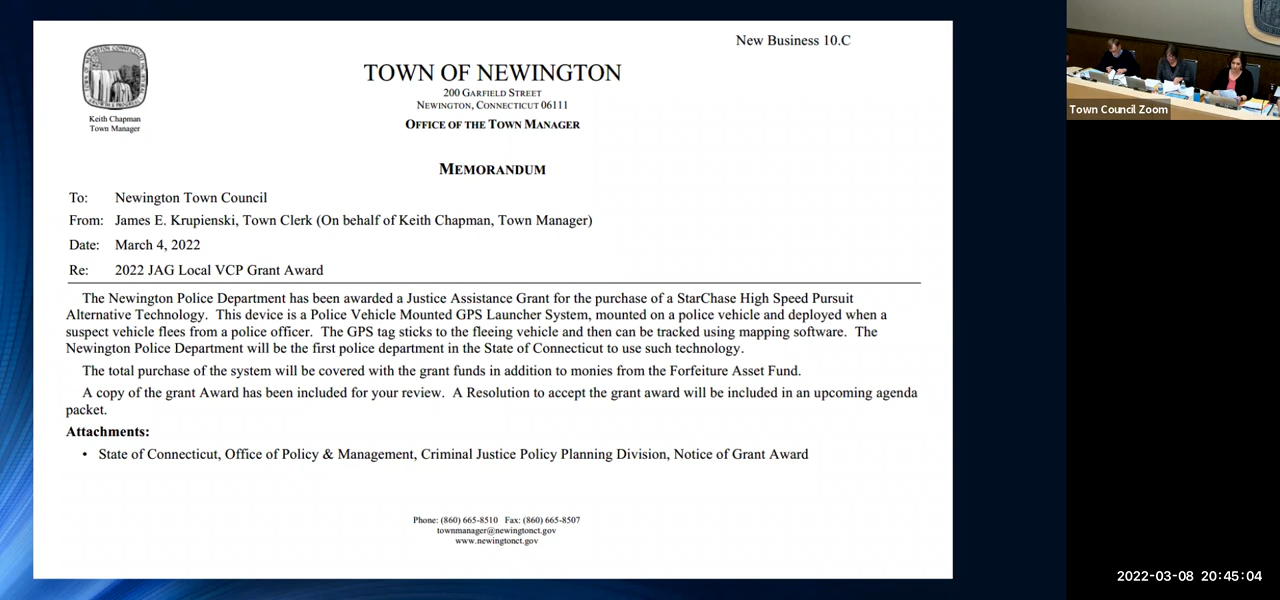 New Business 10.C
TOWN OF NEWINGTON
200 GARFIELD STREET
NEWINGTON, CONNECTICUT 06111
OFFICE OF THE TOWN MANAGER
Keith Chapman
Town Manager
MEMORANDUM
To: Newington Town Council
From: James E. Krupienski, Town Clerk (On behalf of Keith Chapman, Town Manager)
Date: March 4, 2022
Re: 2022 JAG Local VCP Grant Award
The Newington Police Department has been awarded a Justice Assistance Grant for the purchase of a StarChase High Speed Pursuit
Alternative Technology. This device is a Police Vehicle Mounted GPS Launcher System, mounted on a police vehicle and deployed when a
suspect vehicle flees from a police officer. The GPS tag sticks to the fleeing vehicle and then can be tracked using mapping software. The
Newington Police Department will be the first police department in the State of Connecticut to use such technology.
The total purchase of the system will be covered with the grant funds in addition to monies from the Forfeiture Asset Fund.
A copy of the grant Award has been included for your review. A Resolution to accept the grant award will be included in an upcoming agenda
packet.
Attachments:
• State of Connecticut, Office of Policy & Management, Criminal Justice Policy Planning Division, Notice of Grant Award
Phone: (860) 665-8510 Fax: (860) 665-8507
townmanager@newingtonct.gov
www.newingtonct.gov
Town Council Zoom
2022-03-08 20:45:04